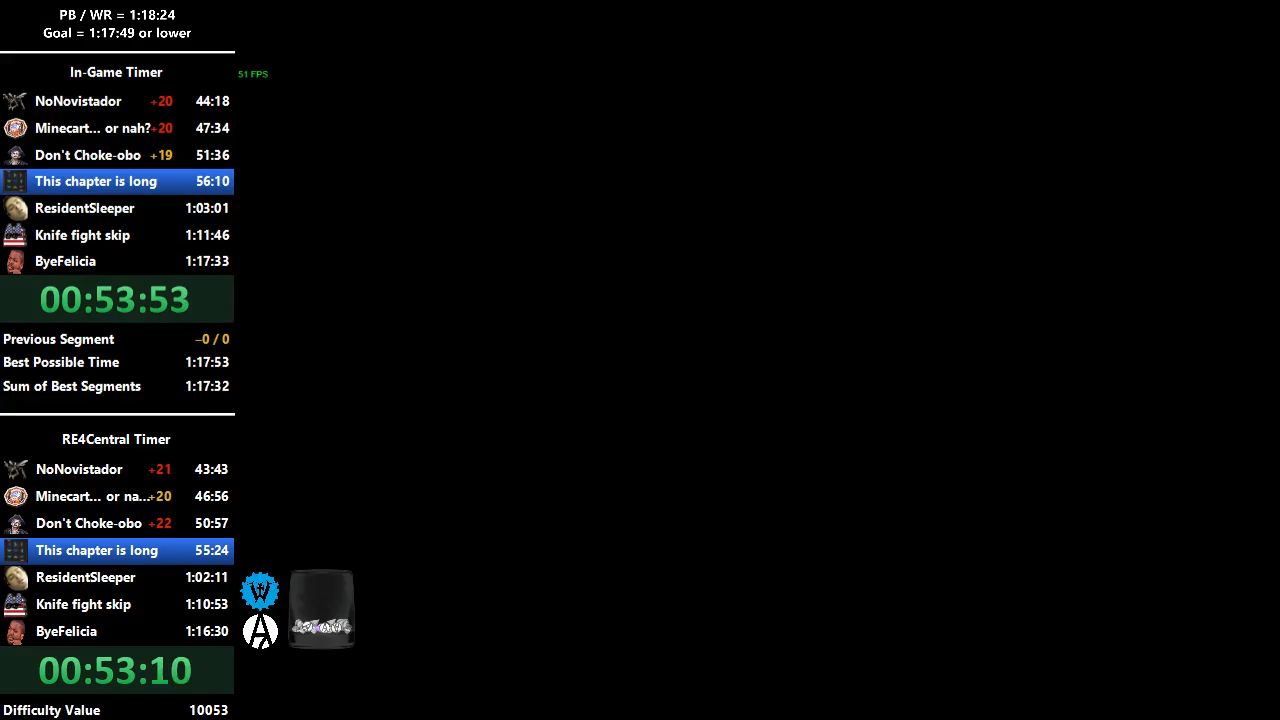 PB / WR = 1:18:24
Goal = 1:17:49 or lower
In-Game Timer
51 FPS
NoNovistador +20 44:18
Minecart... or nah? +20 47:34
Don't Choke-obo +19 51:36
This chapter is long 56:10
ResidentSleeper 1:03:01
Knife fight skip 1:11:46
ByeFelicia 1:17:33
00:53:53
Previous Segment −0 / 0
Best Possible Time 1:17:53
Sum of Best Segments 1:17:32
RE4Central Timer
NoNovistador +21 43:43
Minecart... or na... +20 46:56
Don't Choke-obo +22 50:57
This chapter is long 55:24
ResidentSleeper 1:02:11
Knife fight skip 1:10:53
ByeFelicia 1:16:30
00:53:10
Difficulty Value 10053